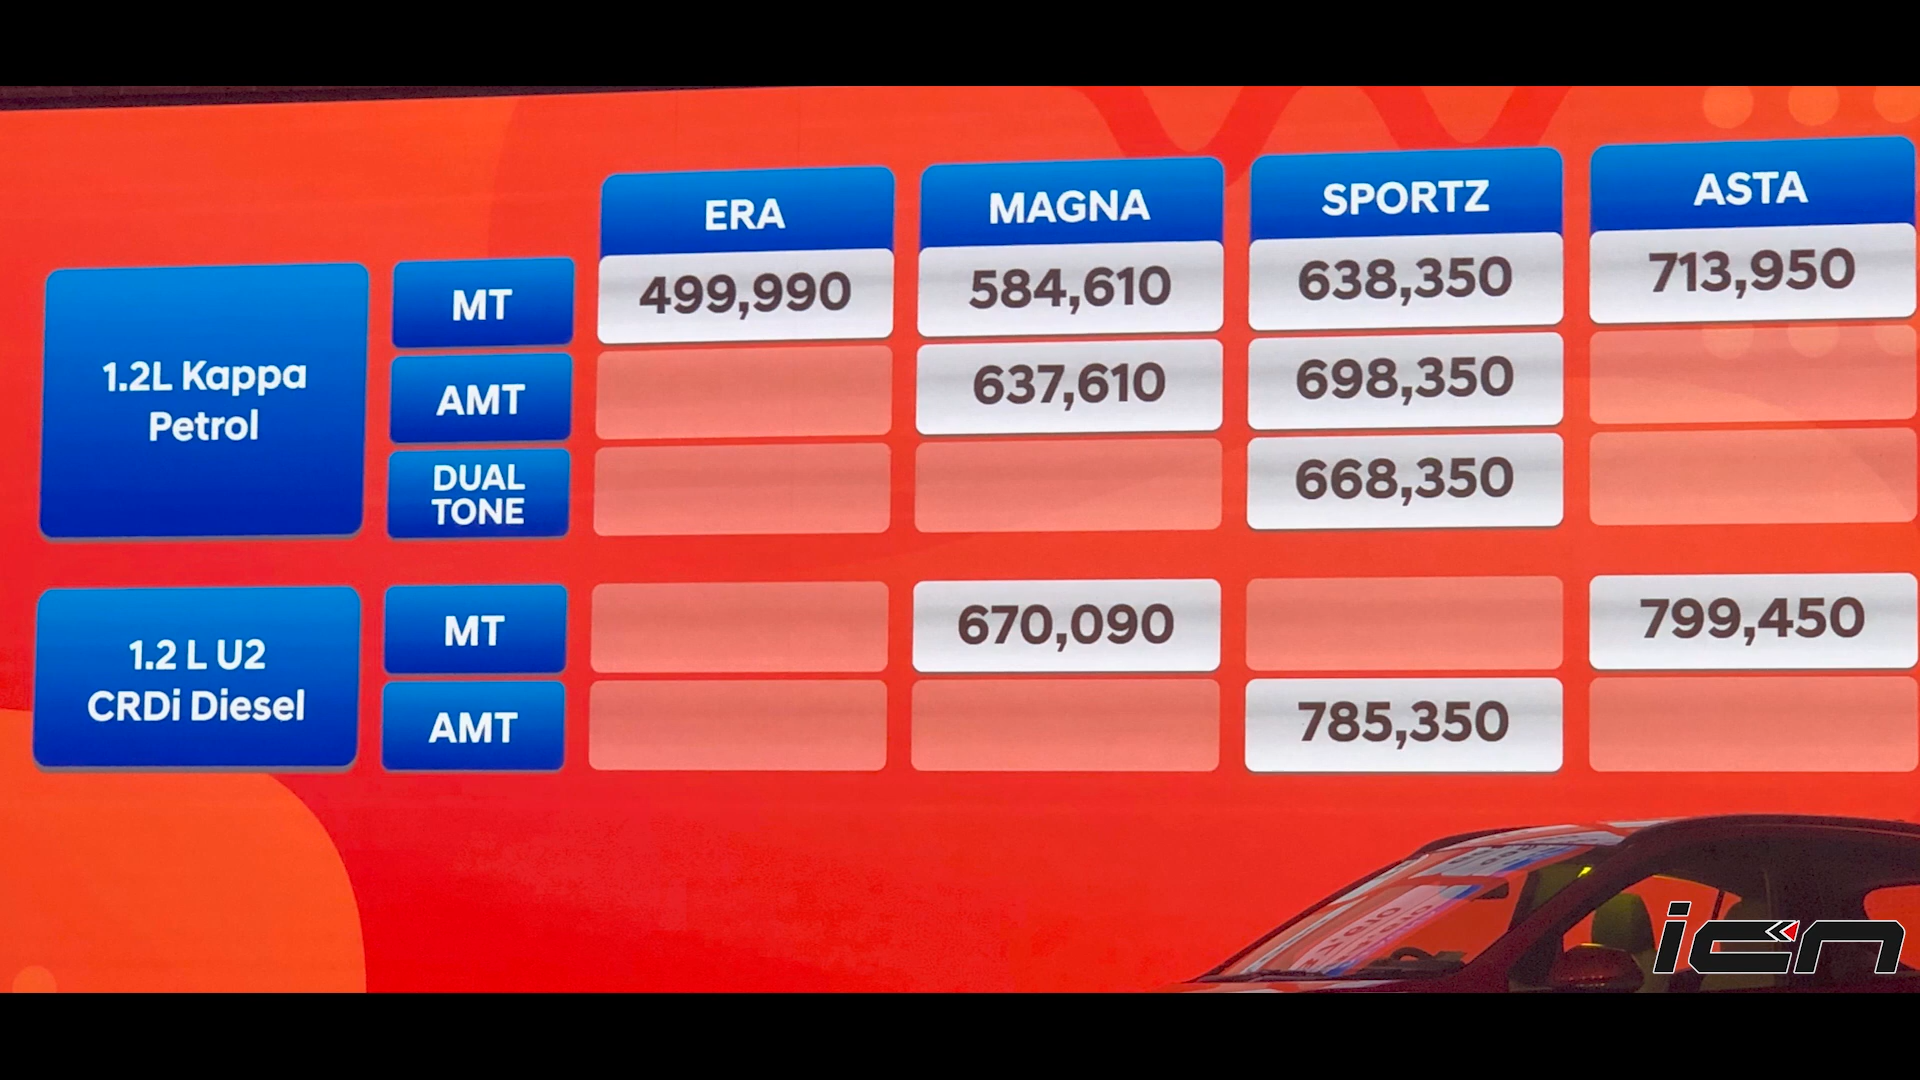 ERA MAGNA SPORTZ ASTA
1.2L Kappa
Petrol
MT 499,990 584,610 638,350 713,950
AMT 637,610 698,350
DUAL
TONE 668,350
1.2 L U2
CRDi Diesel
MT 670,090 799,450
AMT 785,350
icn